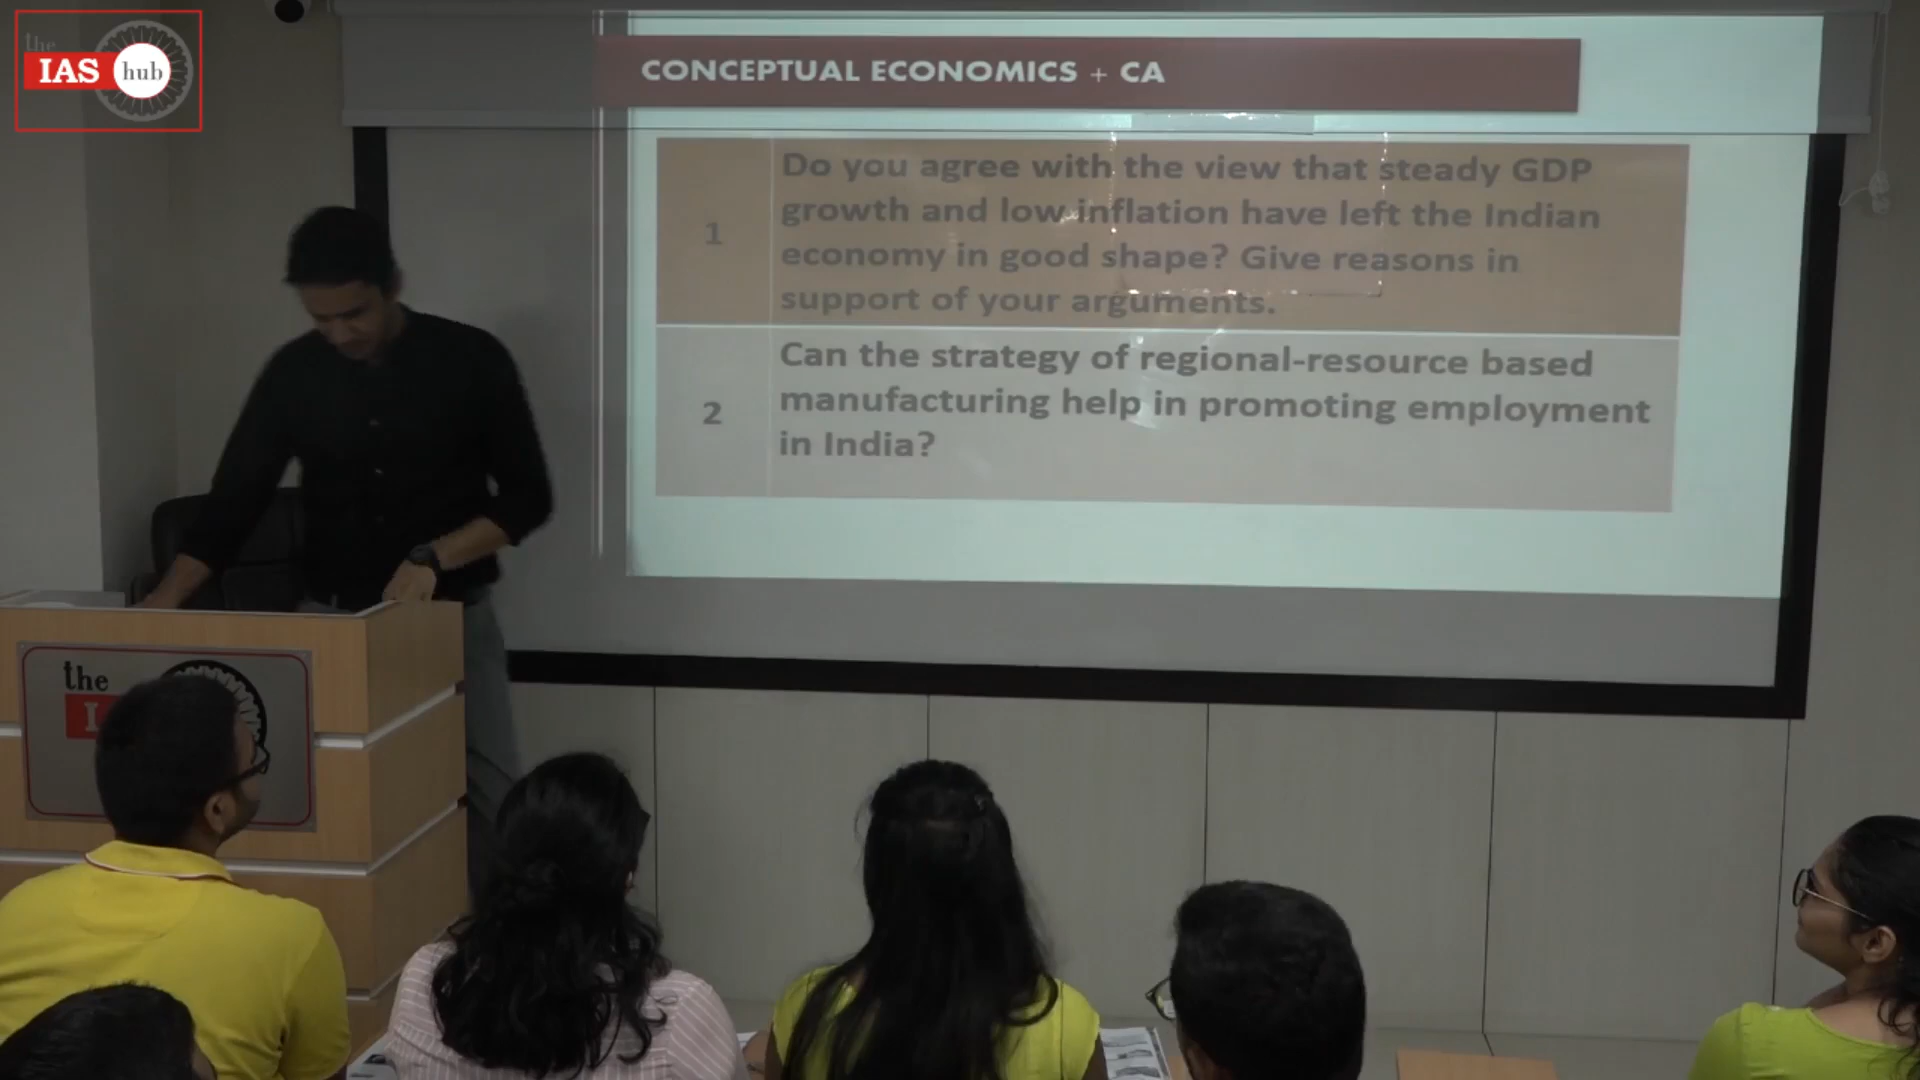 the
IAS hub
CONCEPTUAL ECONOMICS + CA
1
Do you agree with the view that steady GDP
growth and low inflation have left the Indian
economy in good shape? Give reasons in
support of your arguments.
2
Can the strategy of regional-resource based
manufacturing help in promoting employment
in India?
the
I